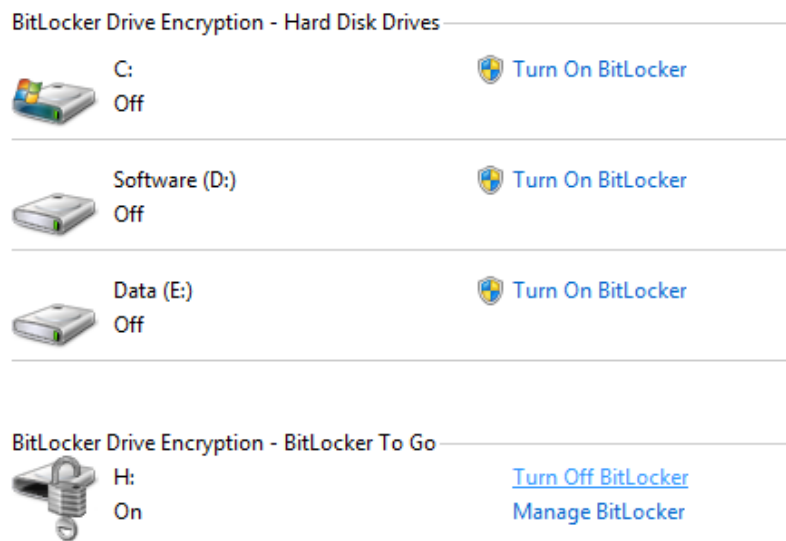 BitLocker Drive Encryption - Hard Disk Drives
C:
Turn On BitLocker
Off
Software (D:)
Turn On BitLocker
Off
Data (E:)
Turn On BitLocker
Off
BitLocker Drive Encryption - BitLocker To Go
H:
Turn Off BitLocker
On
Manage BitLocker